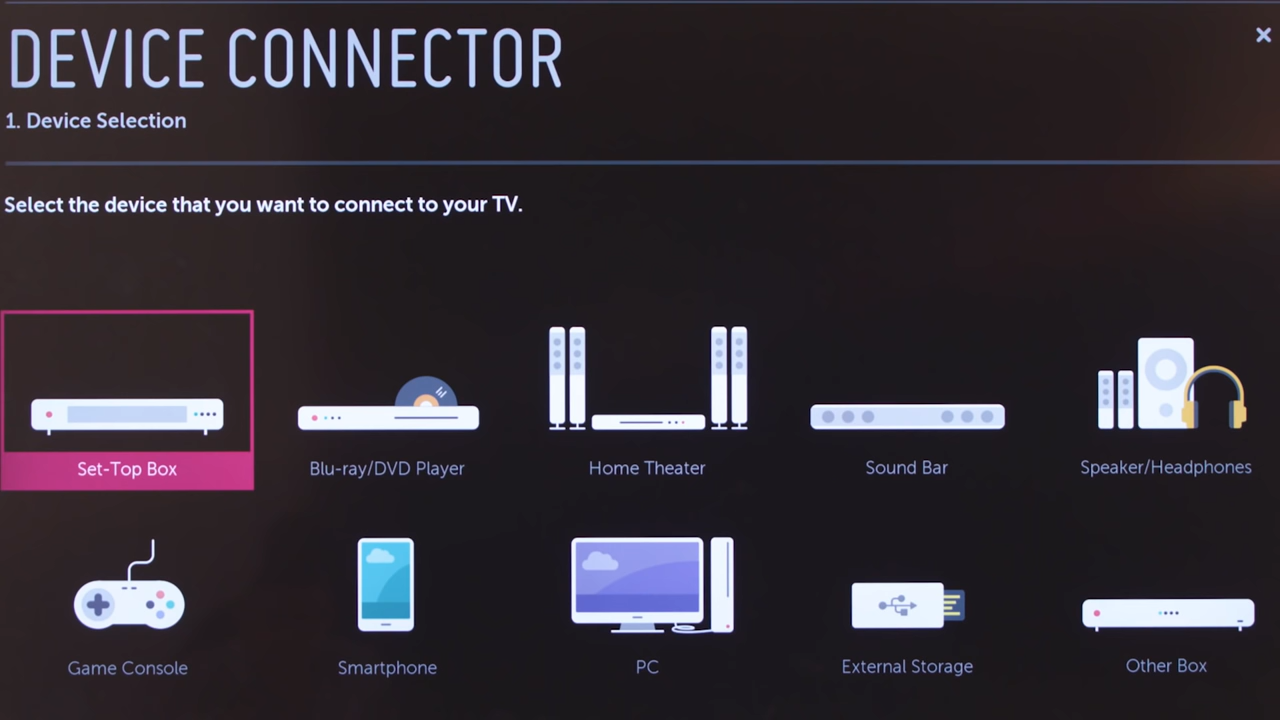 DEVICE CONNECTOR
1. Device Selection
Select the device that you want to connect to your TV.
Set-Top Box
Blu-ray/DVD Player
Home Theater
Sound Bar
Speaker/Headphones
Game Console
Smartphone
PC
External Storage
Other Box